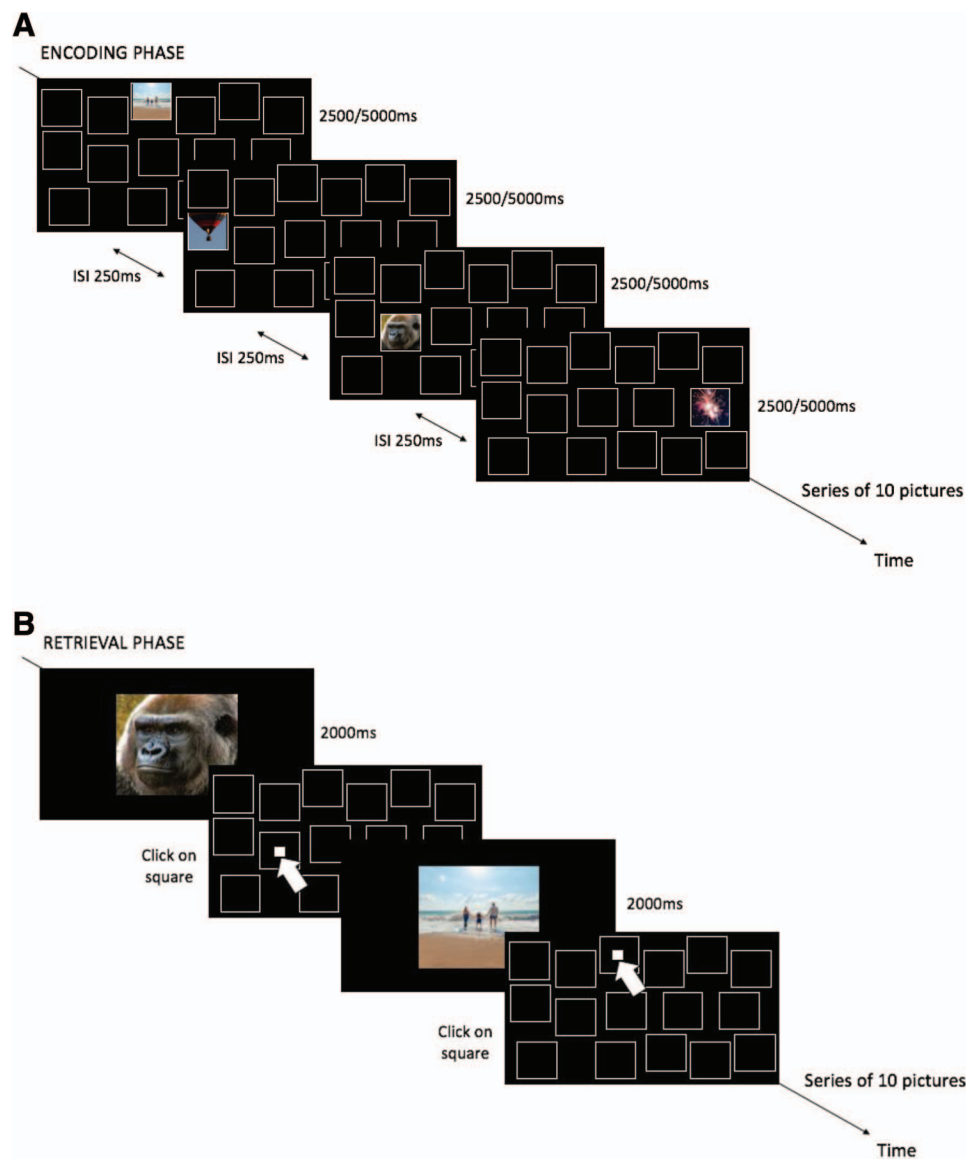 A
ENCODING PHASE
2500/5000ms
2500/5000ms
ISI 250ms
2500/5000ms
ISI 250ms
2500/5000ms
ISI 250ms
Series of 10 pictures
Time
B
RETRIEVAL PHASE
2000ms
Click on
square
2000ms
Click on
square
Series of 10 pictures
Time